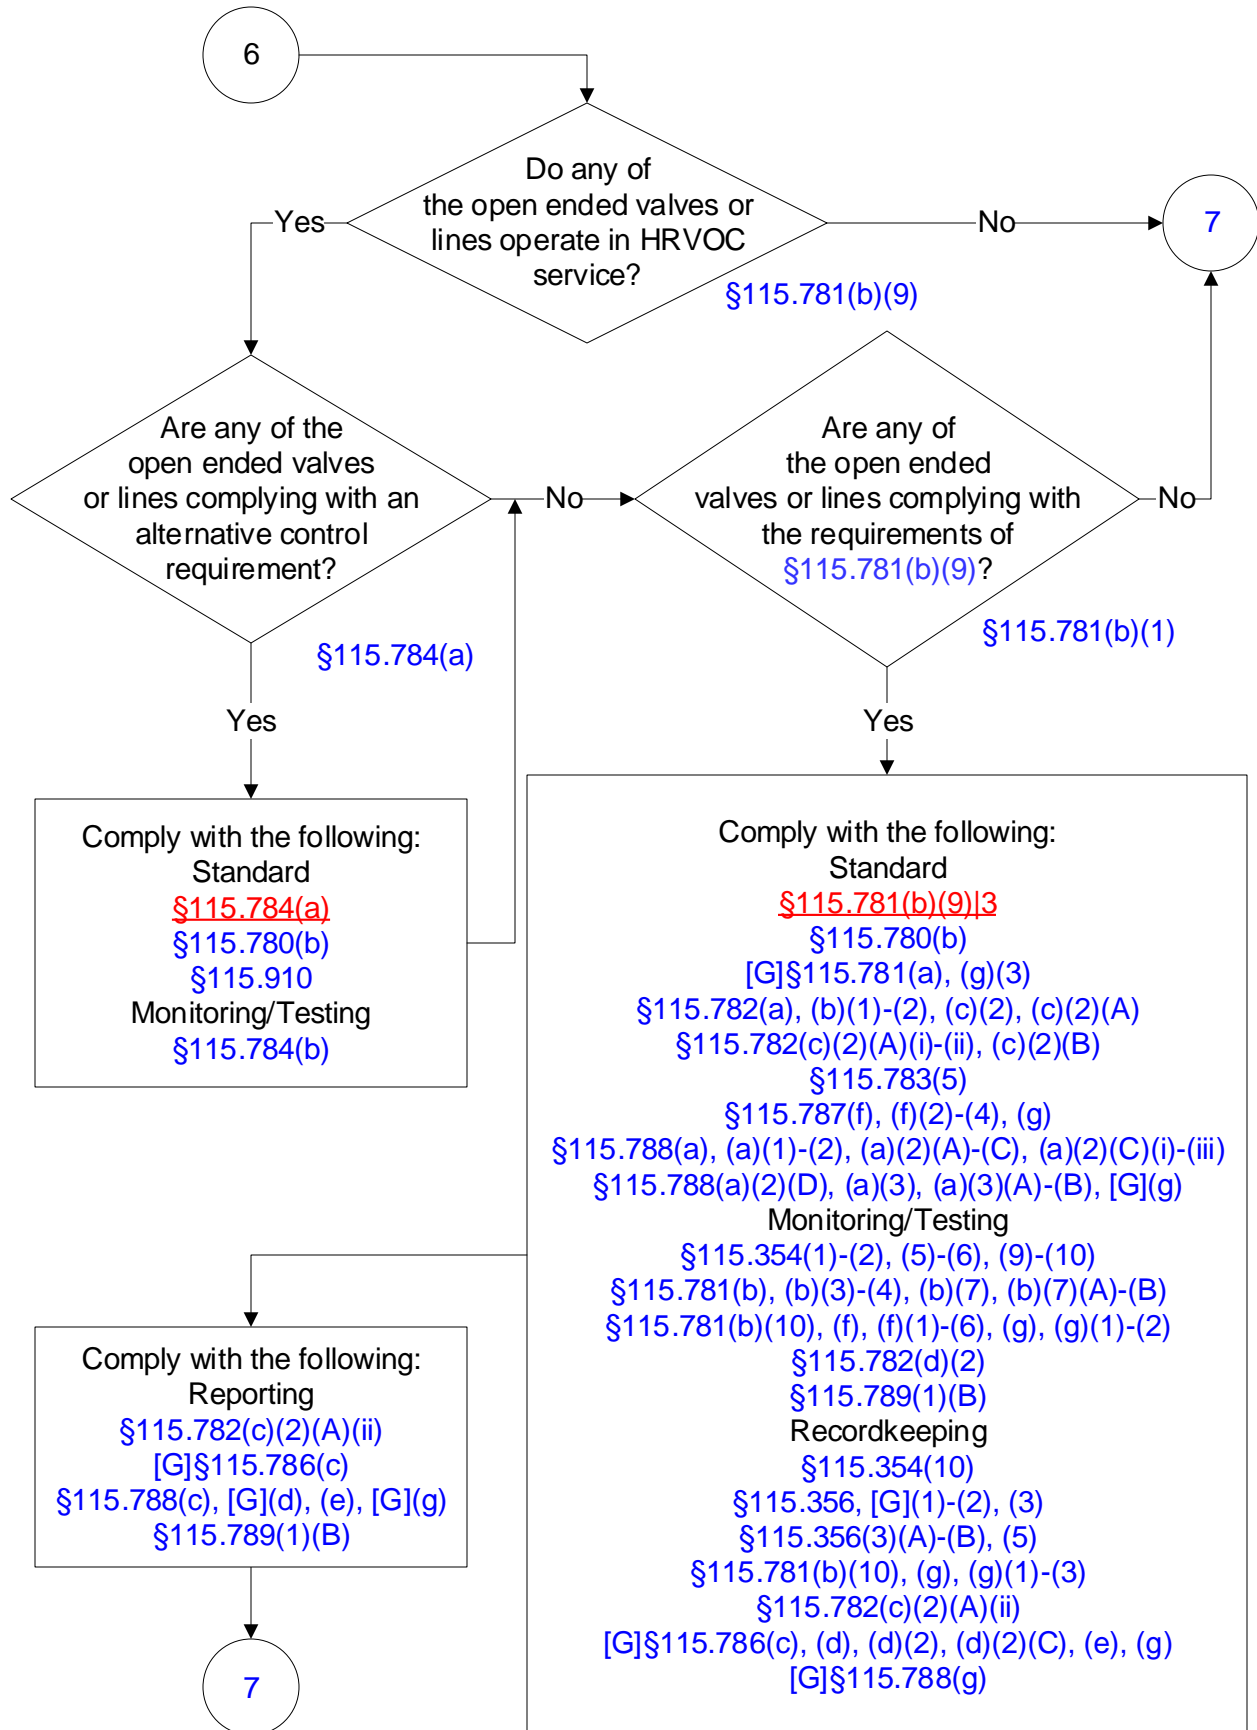 6
Do any of
the open ended valves or
lines operate in HRVOC
service?
Yes
No
7
§115.781(b)(9)
Are any of the
open ended valves
or lines complying with an
alternative control
requirement?
No
§115.784(a)
Yes
Are any of
the open ended
valves or lines complying with
the requirements of
§115.781(b)(9)?
No
§115.781(b)(1)
Yes
Comply with the following:
Standard
§115.784(a)
§115.780(b)
§115.910
Monitoring/Testing
§115.784(b)
Comply with the following:
Standard
§115.781(b)(9)|3
§115.780(b)
[G]§115.781(a), (g)(3)
§115.782(a), (b)(1)-(2), (c)(2), (c)(2)(A)
§115.782(c)(2)(A)(i)-(ii), (c)(2)(B)
§115.783(5)
§115.787(f), (f)(2)-(4), (g)
§115.788(a), (a)(1)-(2), (a)(2)(A)-(C), (a)(2)(C)(i)-(iii)
§115.788(a)(2)(D), (a)(3), (a)(3)(A)-(B), [G](g)
Monitoring/Testing
§115.354(1)-(2), (5)-(6), (9)-(10)
§115.781(b), (b)(3)-(4), (b)(7), (b)(7)(A)-(B)
§115.781(b)(10), (f), (f)(1)-(6), (g), (g)(1)-(2)
§115.782(d)(2)
§115.789(1)(B)
Recordkeeping
§115.354(10)
§115.356, [G](1)-(2), (3)
§115.356(3)(A)-(B), (5)
§115.781(b)(10), (g), (g)(1)-(3)
§115.782(c)(2)(A)(ii)
[G]§115.786(c), (d), (d)(2), (d)(2)(C), (e), (g)
[G]§115.788(g)
Comply with the following:
Reporting
§115.782(c)(2)(A)(ii)
[G]§115.786(c)
§115.788(c), [G](d), (e), [G](g)
§115.789(1)(B)
7